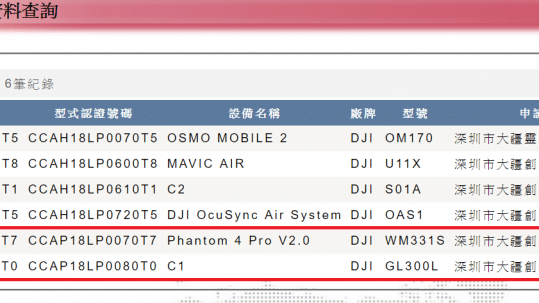 料查詢
6筆紀錄
型式認證號碼 設備名稱 廠牌 型號
T5 CCAH18LP0070T5 OSMO MOBILE 2 DJI OM170 深圳市大疆靈
T8 CCAH18LP0600T8 MAVIC AIR DJI U11X 深圳市大疆創
T1 CCAH18LP0610T1 C2 DJI S01A 深圳市大疆創
T5 CCAH18LP0720T5 DJI OcuSync Air System DJI OAS1 深圳市大疆創
T7 CCAP18LP0070T7 Phantom 4 Pro V2.0 DJI WM331S 深圳市大疆創
T0 CCAP18LP0080T0 C1 DJI GL300L 深圳市大疆創